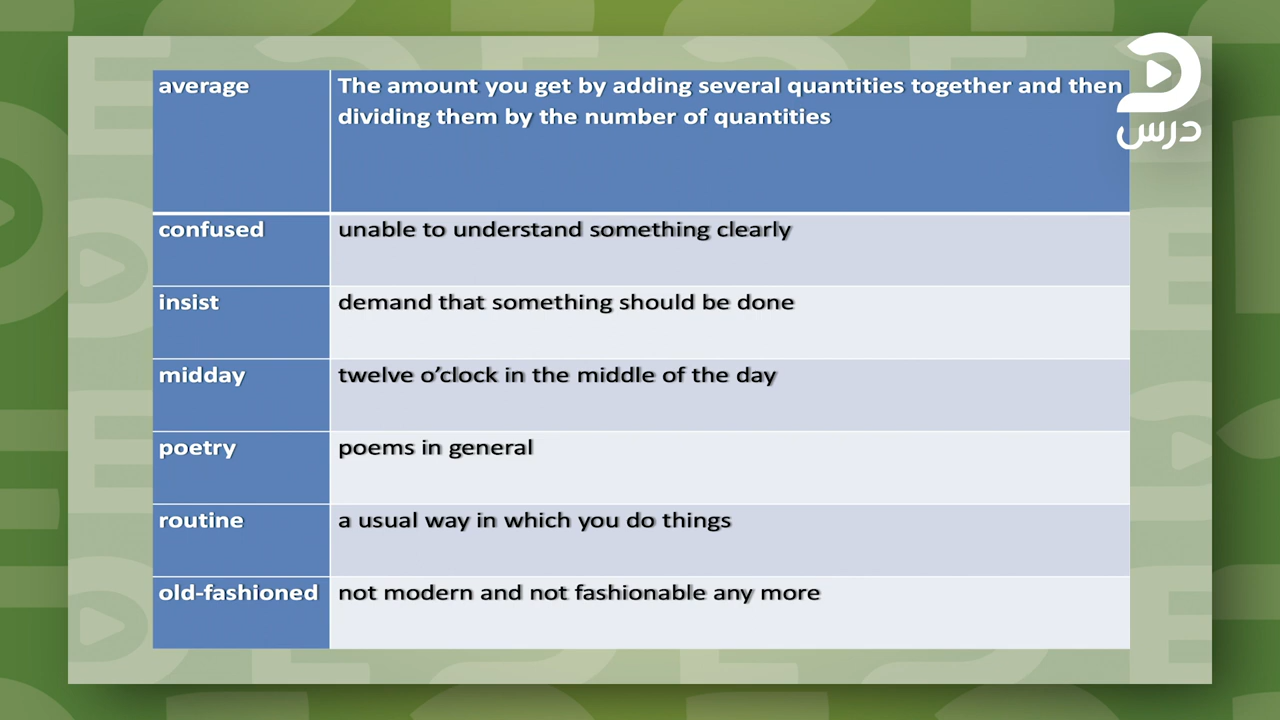 average
The amount you get by adding several quantities together and then
dividing them by the number of quantities
confused
unable to understand something clearly
insist
demand that something should be done
midday
twelve o’clock in the middle of the day
poetry
poems in general
routine
a usual way in which you do things
old-fashioned
not modern and not fashionable any more
درس